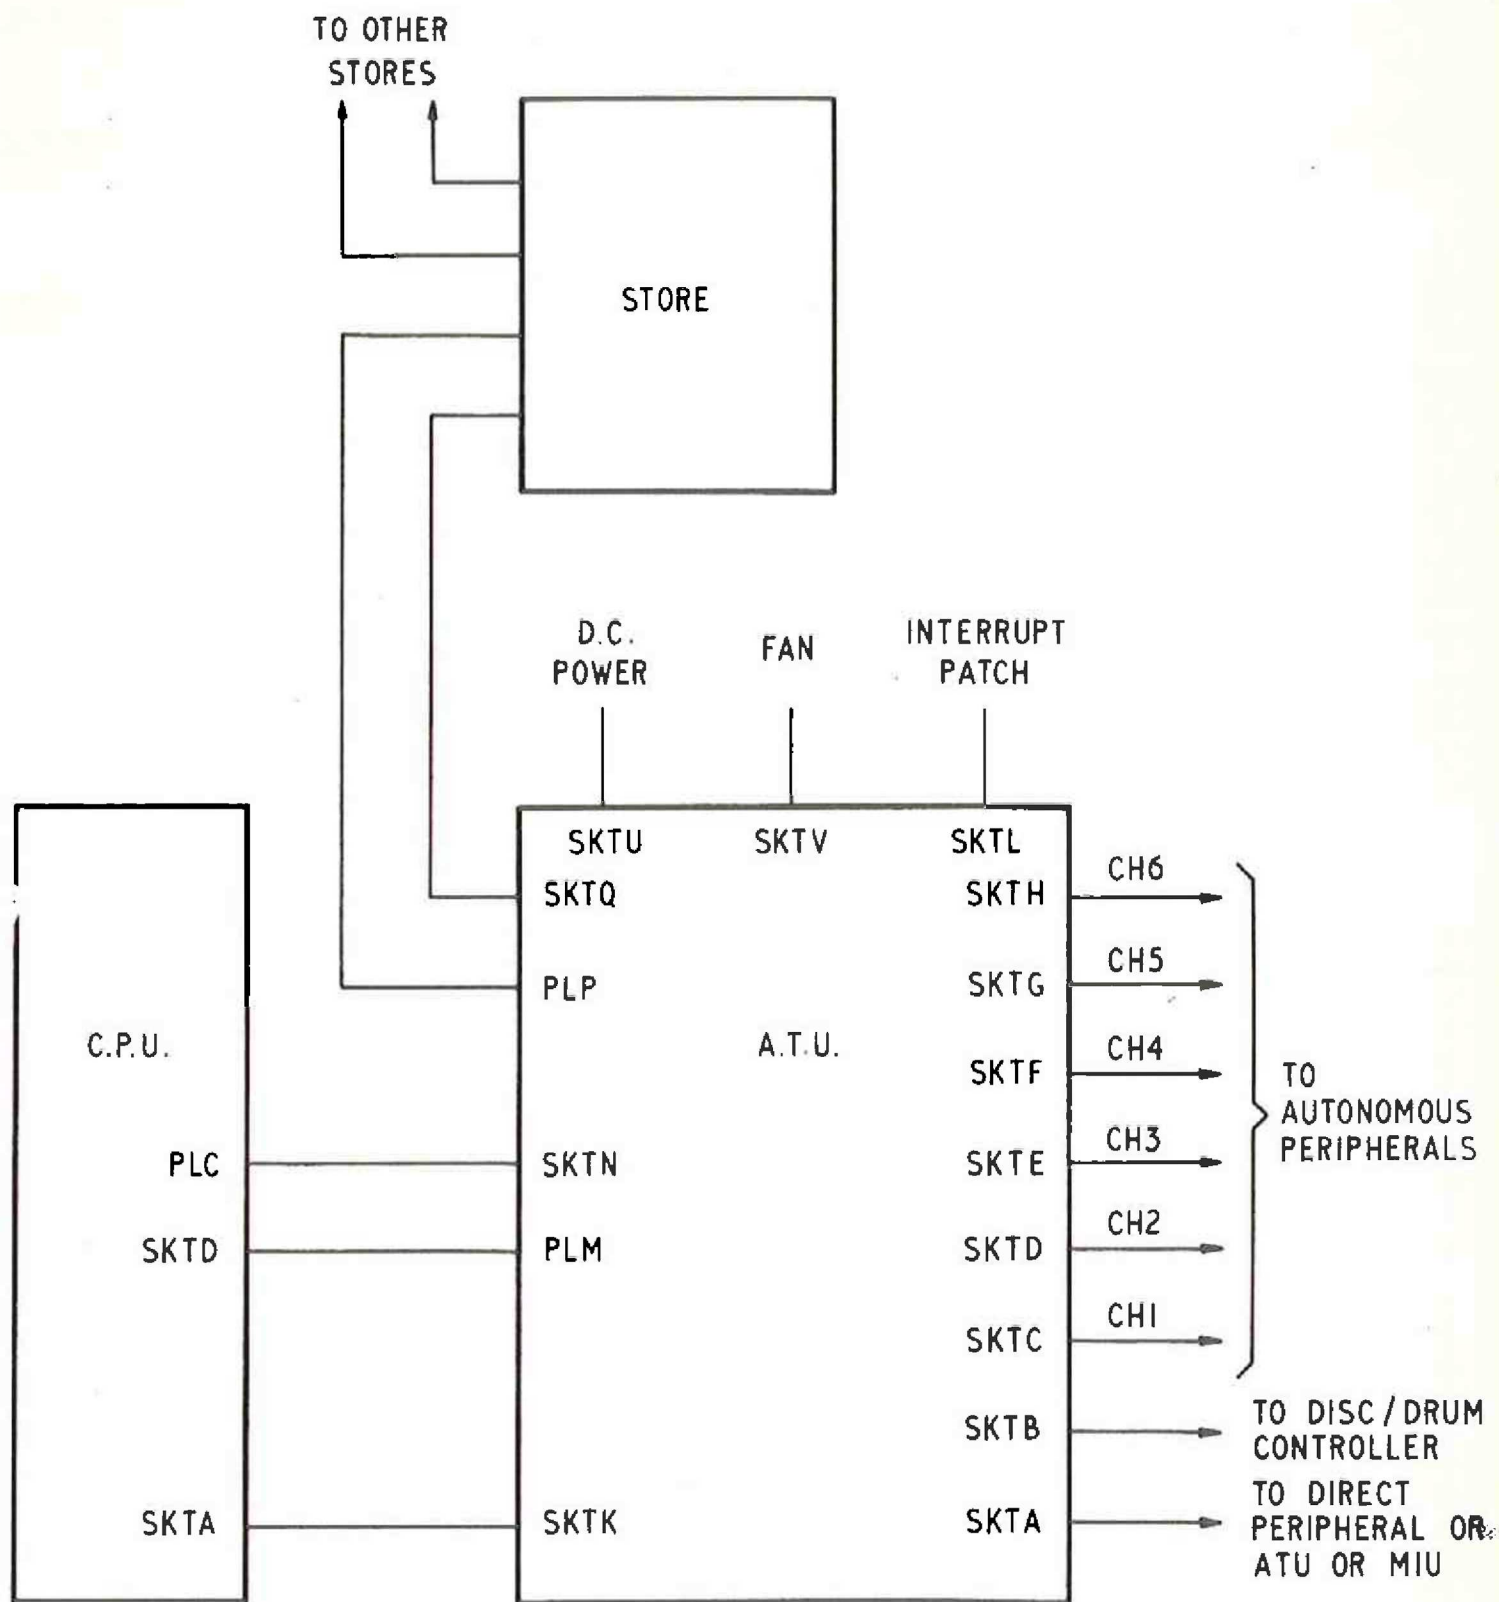 TO OTHER
STORES
STORE
D.C.
POWER
FAN
INTERRUPT
PATCH
SKTU
SKTV
SKTL
SKTQ
SKTH
CH6
PLP
SKTG
CH5
C.P.U.
A.T.U.
SKTF
CH4
TO
AUTONOMOUS
PERIPHERALS
PLC
SKTN
SKTE
CH3
SKTD
PLM
SKTD
CH2
SKTC
CH1
SKTB
TO DISC/DRUM
CONTROLLER
SKTA
SKTK
SKTA
TO DIRECT
PERIPHERAL OR
ATU OR MIU